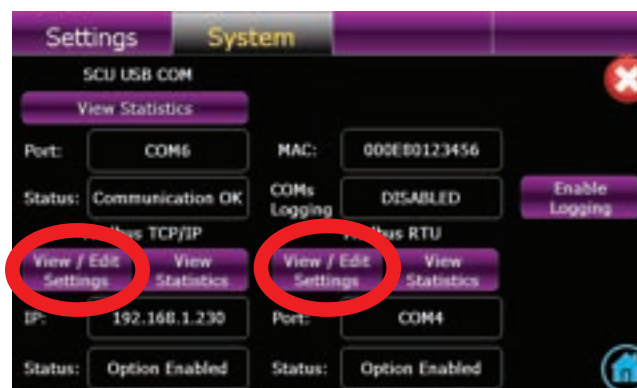 Settings System
SCU USB COM
View Statistics
Port: COM6 MAC: 000E80123456
Status: Communication OK COMs Logging DISABLED Enable Logging
Modbus TCP/IP Modbus RTU
View / Edit Settings View Statistics View / Edit Settings View Statistics
IP: 192.168.1.230 Port: COM4
Status: Option Enabled Status: Option Enabled